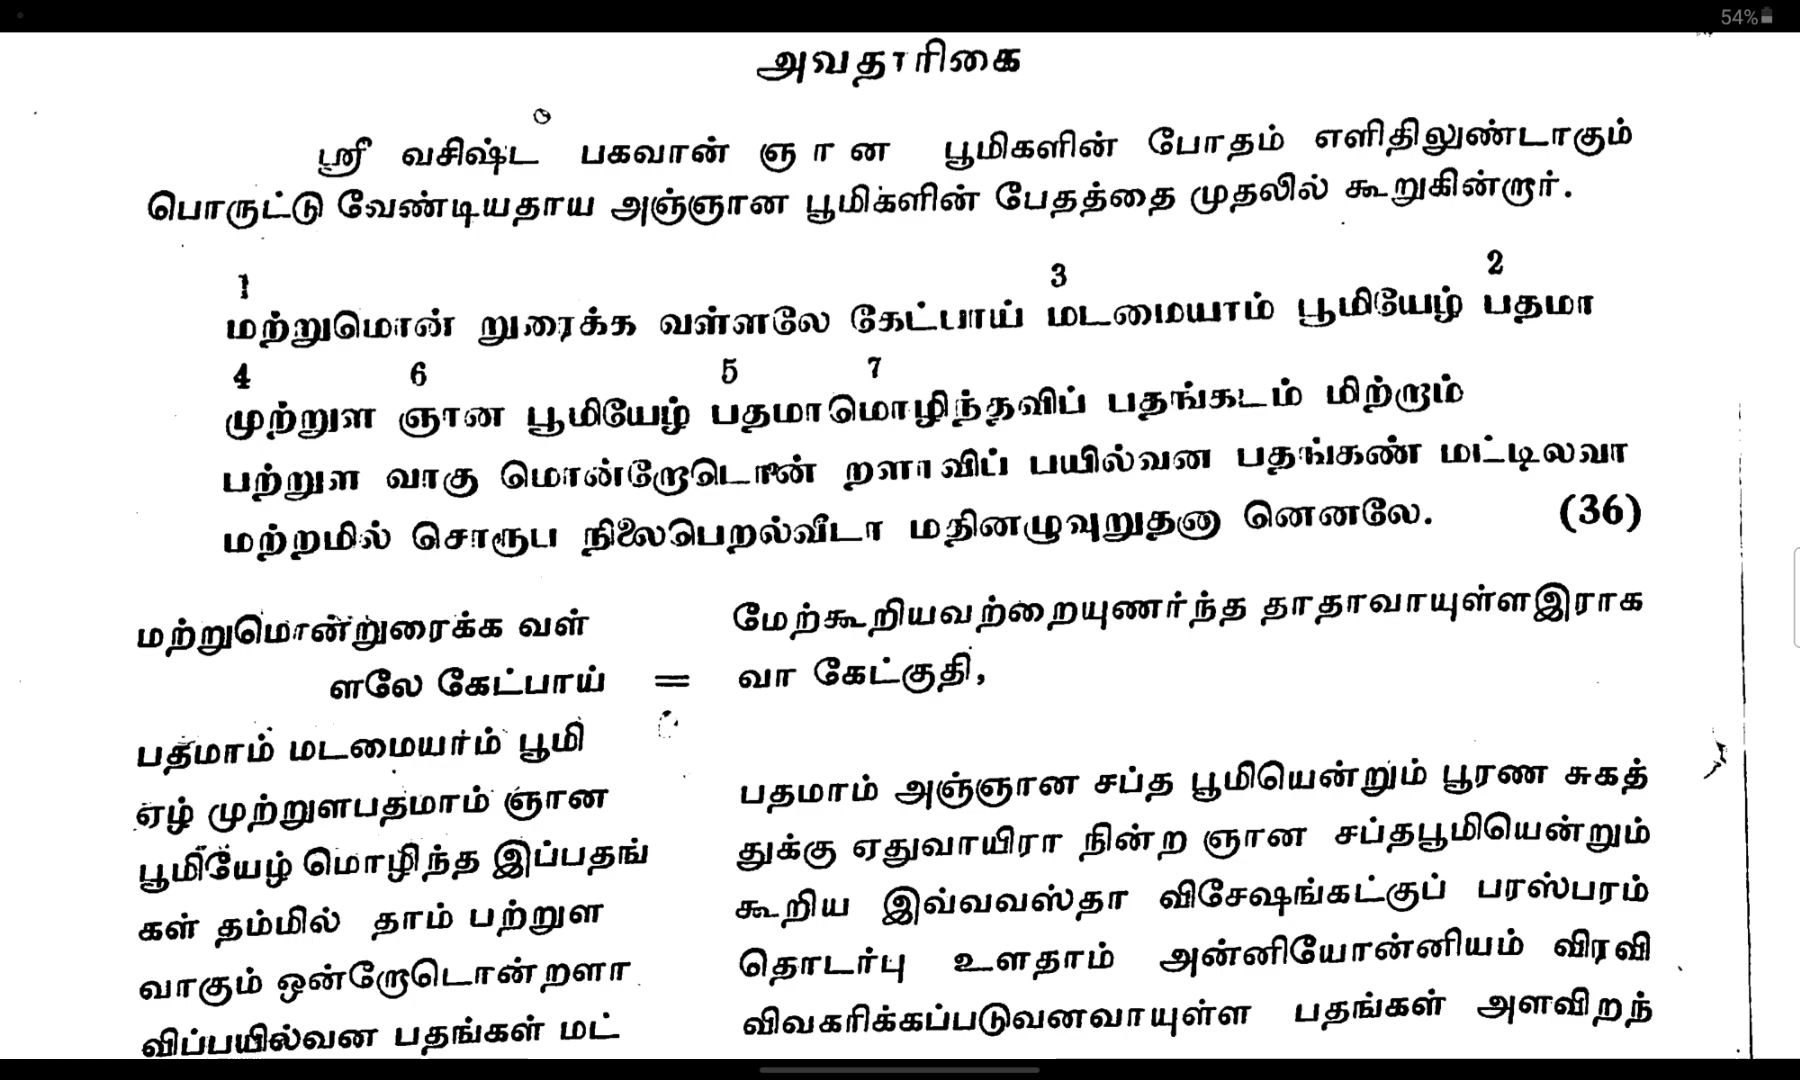 54%
அவதாரிகை
ஸ்ரீ வசிஷ்ட பகவான் ஞான பூமிகளின் போதம் எளிதிலுண்டாகும்
பொருட்டு வேண்டியதாய அஞ்ஞான பூமிகளின் பேதத்தை முதலில் கூறுகின்றார்.
1 3 2
மற்றுமொன் றுரைக்க வள்ளலே கேட்பாய் மடமையாம் பூமியேழ் பதமா
4 6 5 7
முற்றுள ஞான பூமியேழ் பதமாமொழிந்தவிப் பதங்கடம் மிற்றாம்
பற்றுள வாகு மொன்றோடொன் றளாவிப் பயில்வன பதங்கண் மட்டிலவா
மற்றமில் சொரூப நிலைபெறல்வீடா மதினழுவுறுதனா னெனலே. (36)
மற்றுமொன்றுரைக்க வள்
ளலே கேட்பாய் =
மேற்கூறியவற்றையுணர்ந்த தாதாவாயுள்ளஇராக
வா கேட்குதி,
பதமாம் மடமையாம் பூமி
ஏழ் முற்றுளபதமாம் ஞான
பூமியேழ் மொழிந்த இப்பதங்
கள் தம்மில் தாம் பற்றுள
வாகும் ஒன்றோடொன்றளா
விப்பயில்வன பதங்கள் மட்
பதமாம் அஞ்ஞான சப்த பூமியென்றும் பூரண சுகத்
துக்கு ஏதுவாயிரா நின்ற ஞான சப்தபூமியென்றும்
கூறிய இவ்வவஸ்தா விசேஷங்கட்குப் பரஸ்பரம்
தொடர்பு உளதாம் அன்னியோன்னியம் விரவி
விவகரிக்கப்படுவனவாயுள்ள பதங்கள் அளவிறந்